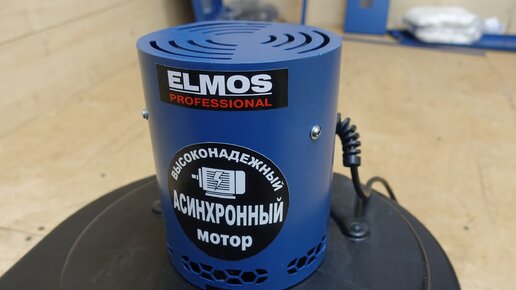 ELMOS
PROFESSIONAL
ВЫСОКОНАДЕЖНЫЙ
АСИНХРОННЫЙ
МОТОР